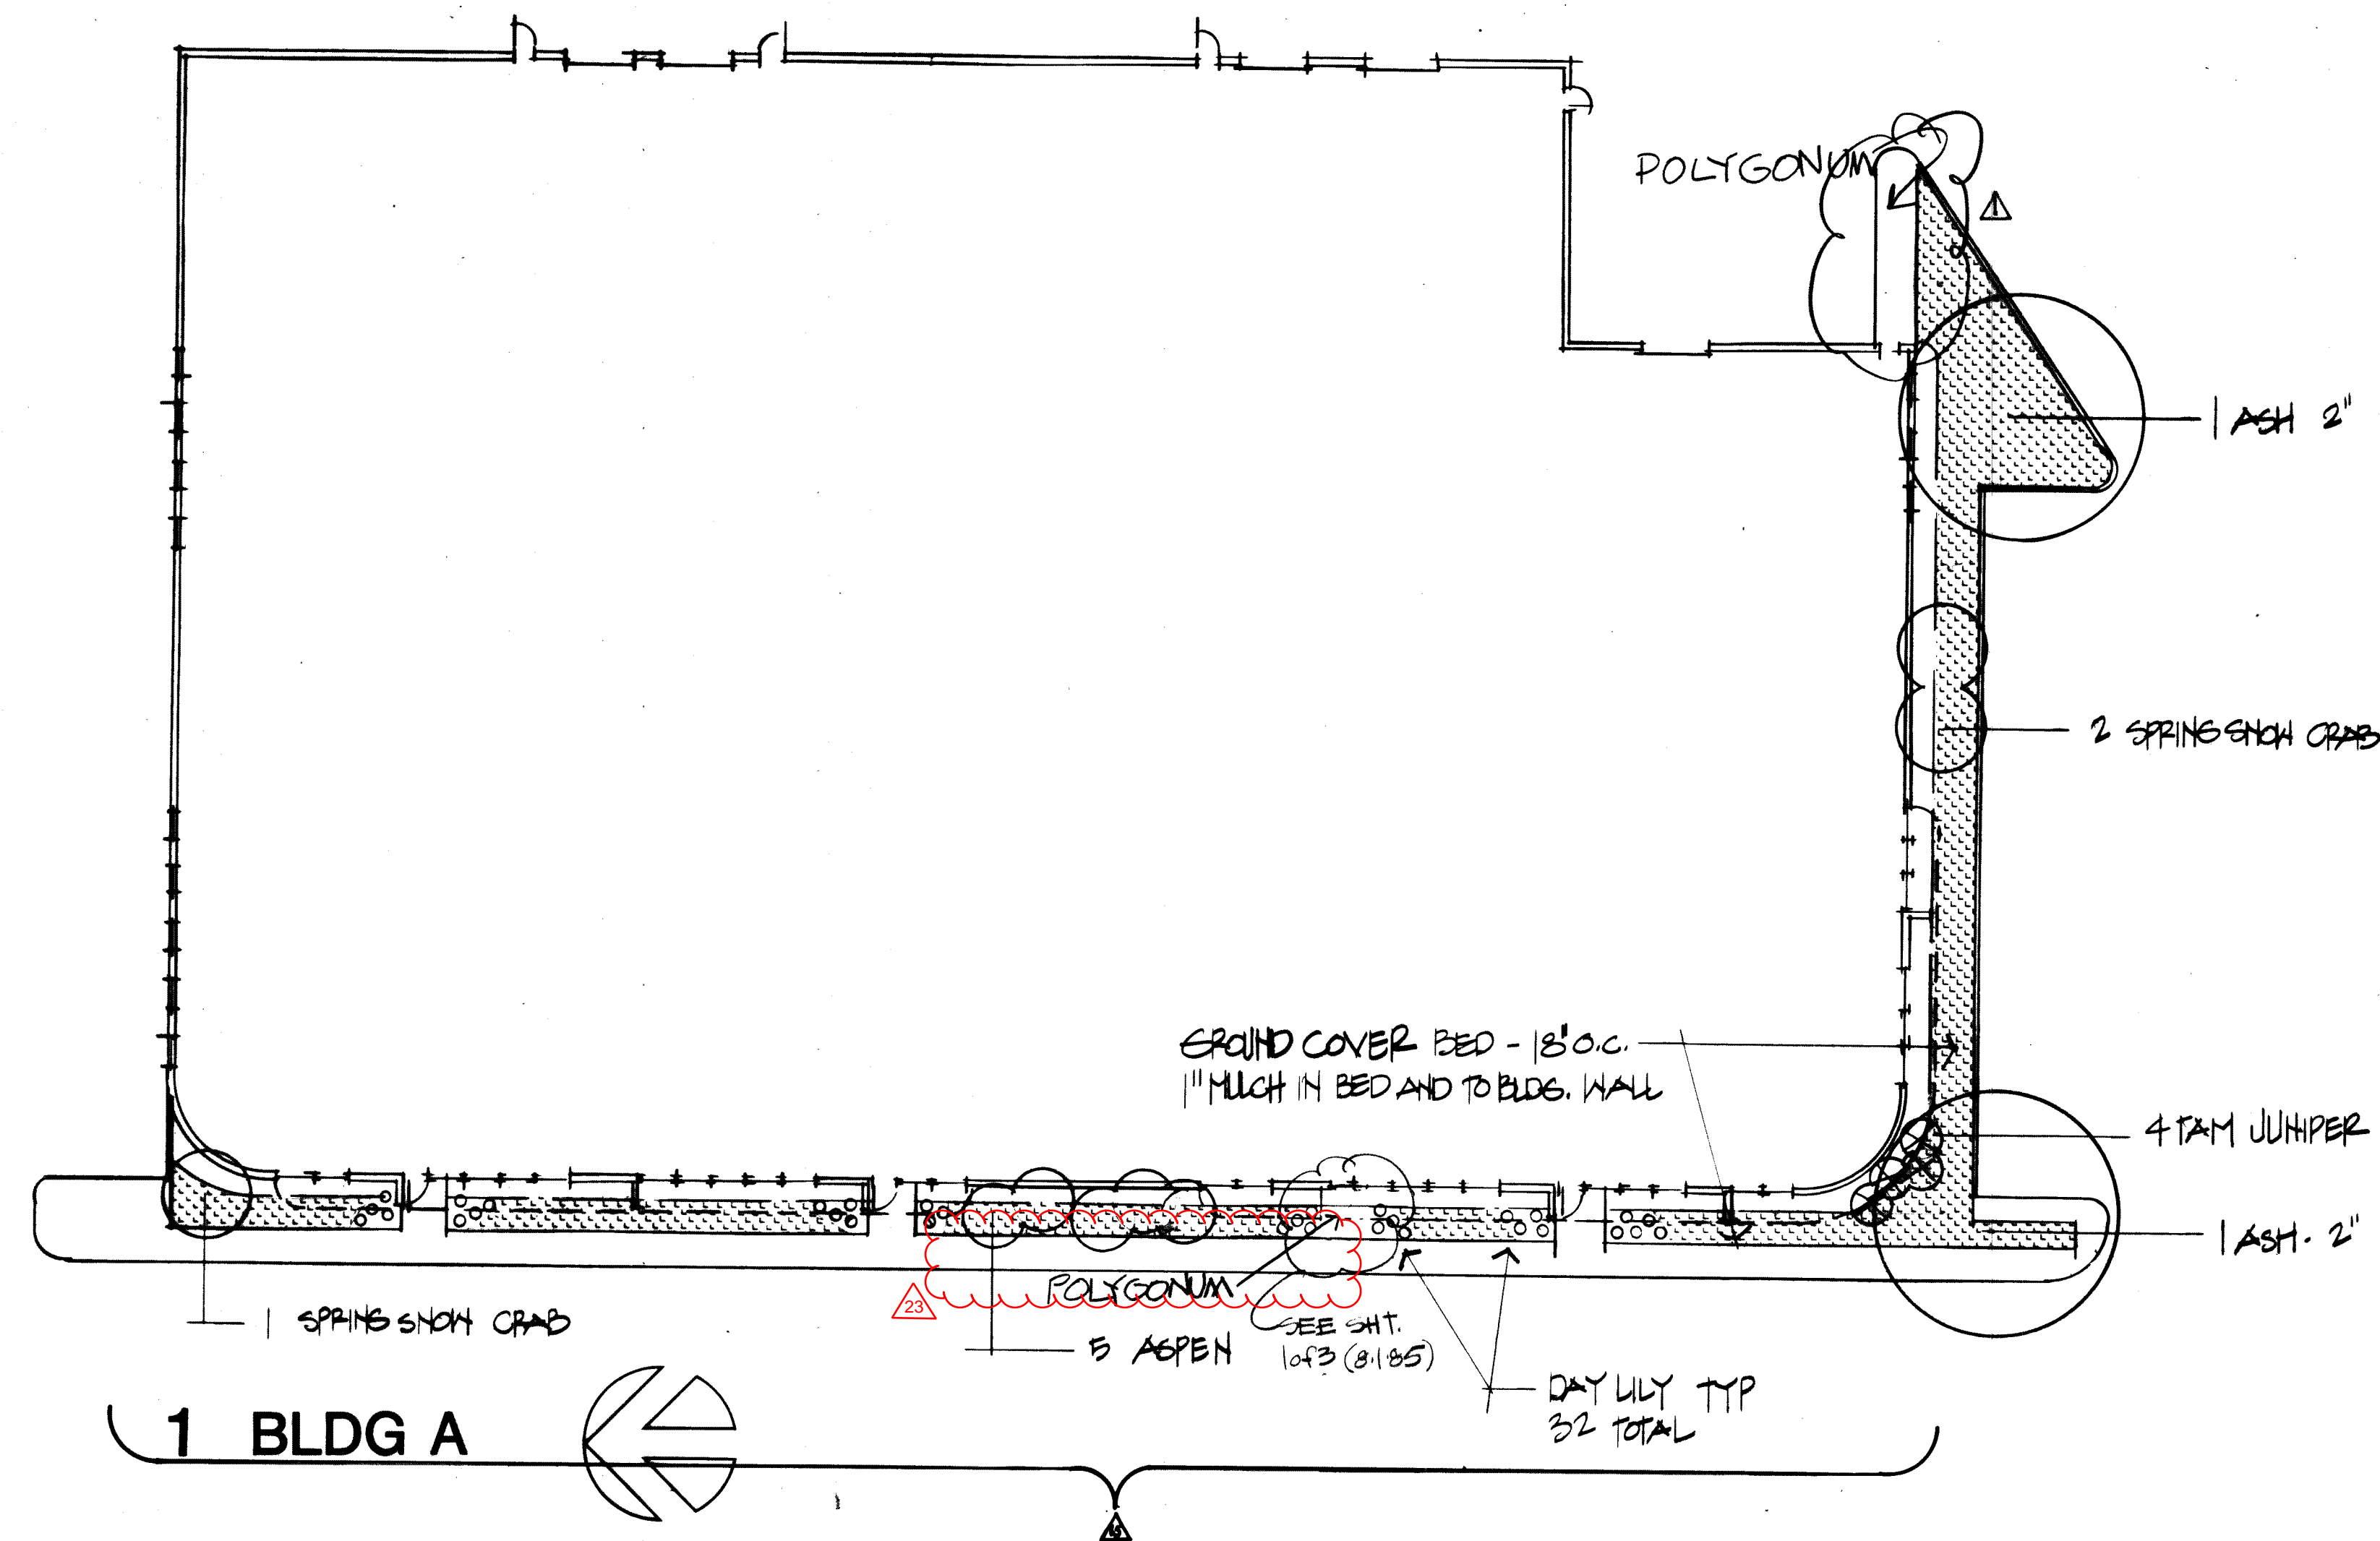 POLYGONUM
1
1 ASH 2"
2 SPRING SNOW CRAB
GROUND COVER BED - 18" O.C.
1" MULCH IN BED AND TO BLDG. WALL
4 TAM JUNIPER
1 ASH - 2"
POLYGONUM
23
1 SPRING SNOW CRAB
5 ASPEN
SEE SHT.
1 of 3 (8.1.85)
DAY LILY TYP
32 TOTAL
1 BLDG A